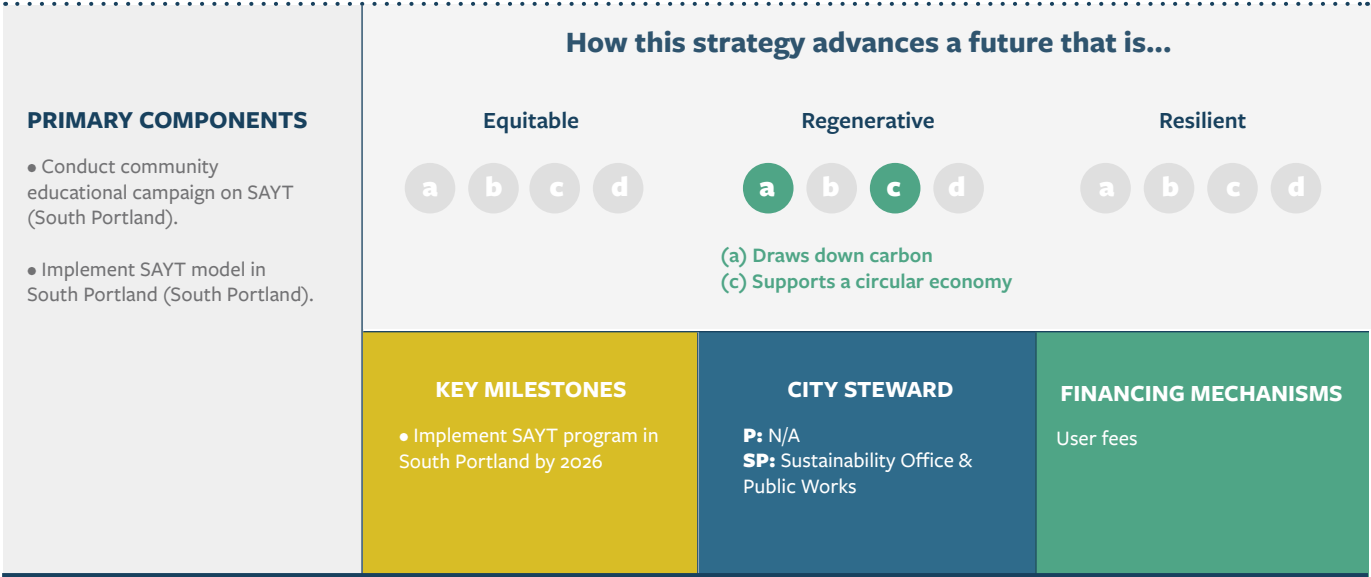 How this strategy advances a future that is...
PRIMARY COMPONENTS
• Conduct community
educational campaign on SAYT
(South Portland).
• Implement SAYT model in
South Portland (South Portland).
Equitable
a b c d
Regenerative
a b c d
(a) Draws down carbon
(c) Supports a circular economy
Resilient
a b c d
KEY MILESTONES
• Implement SAYT program in
South Portland by 2026
CITY STEWARD
P: N/A
SP: Sustainability Office &
Public Works
FINANCING MECHANISMS
User fees